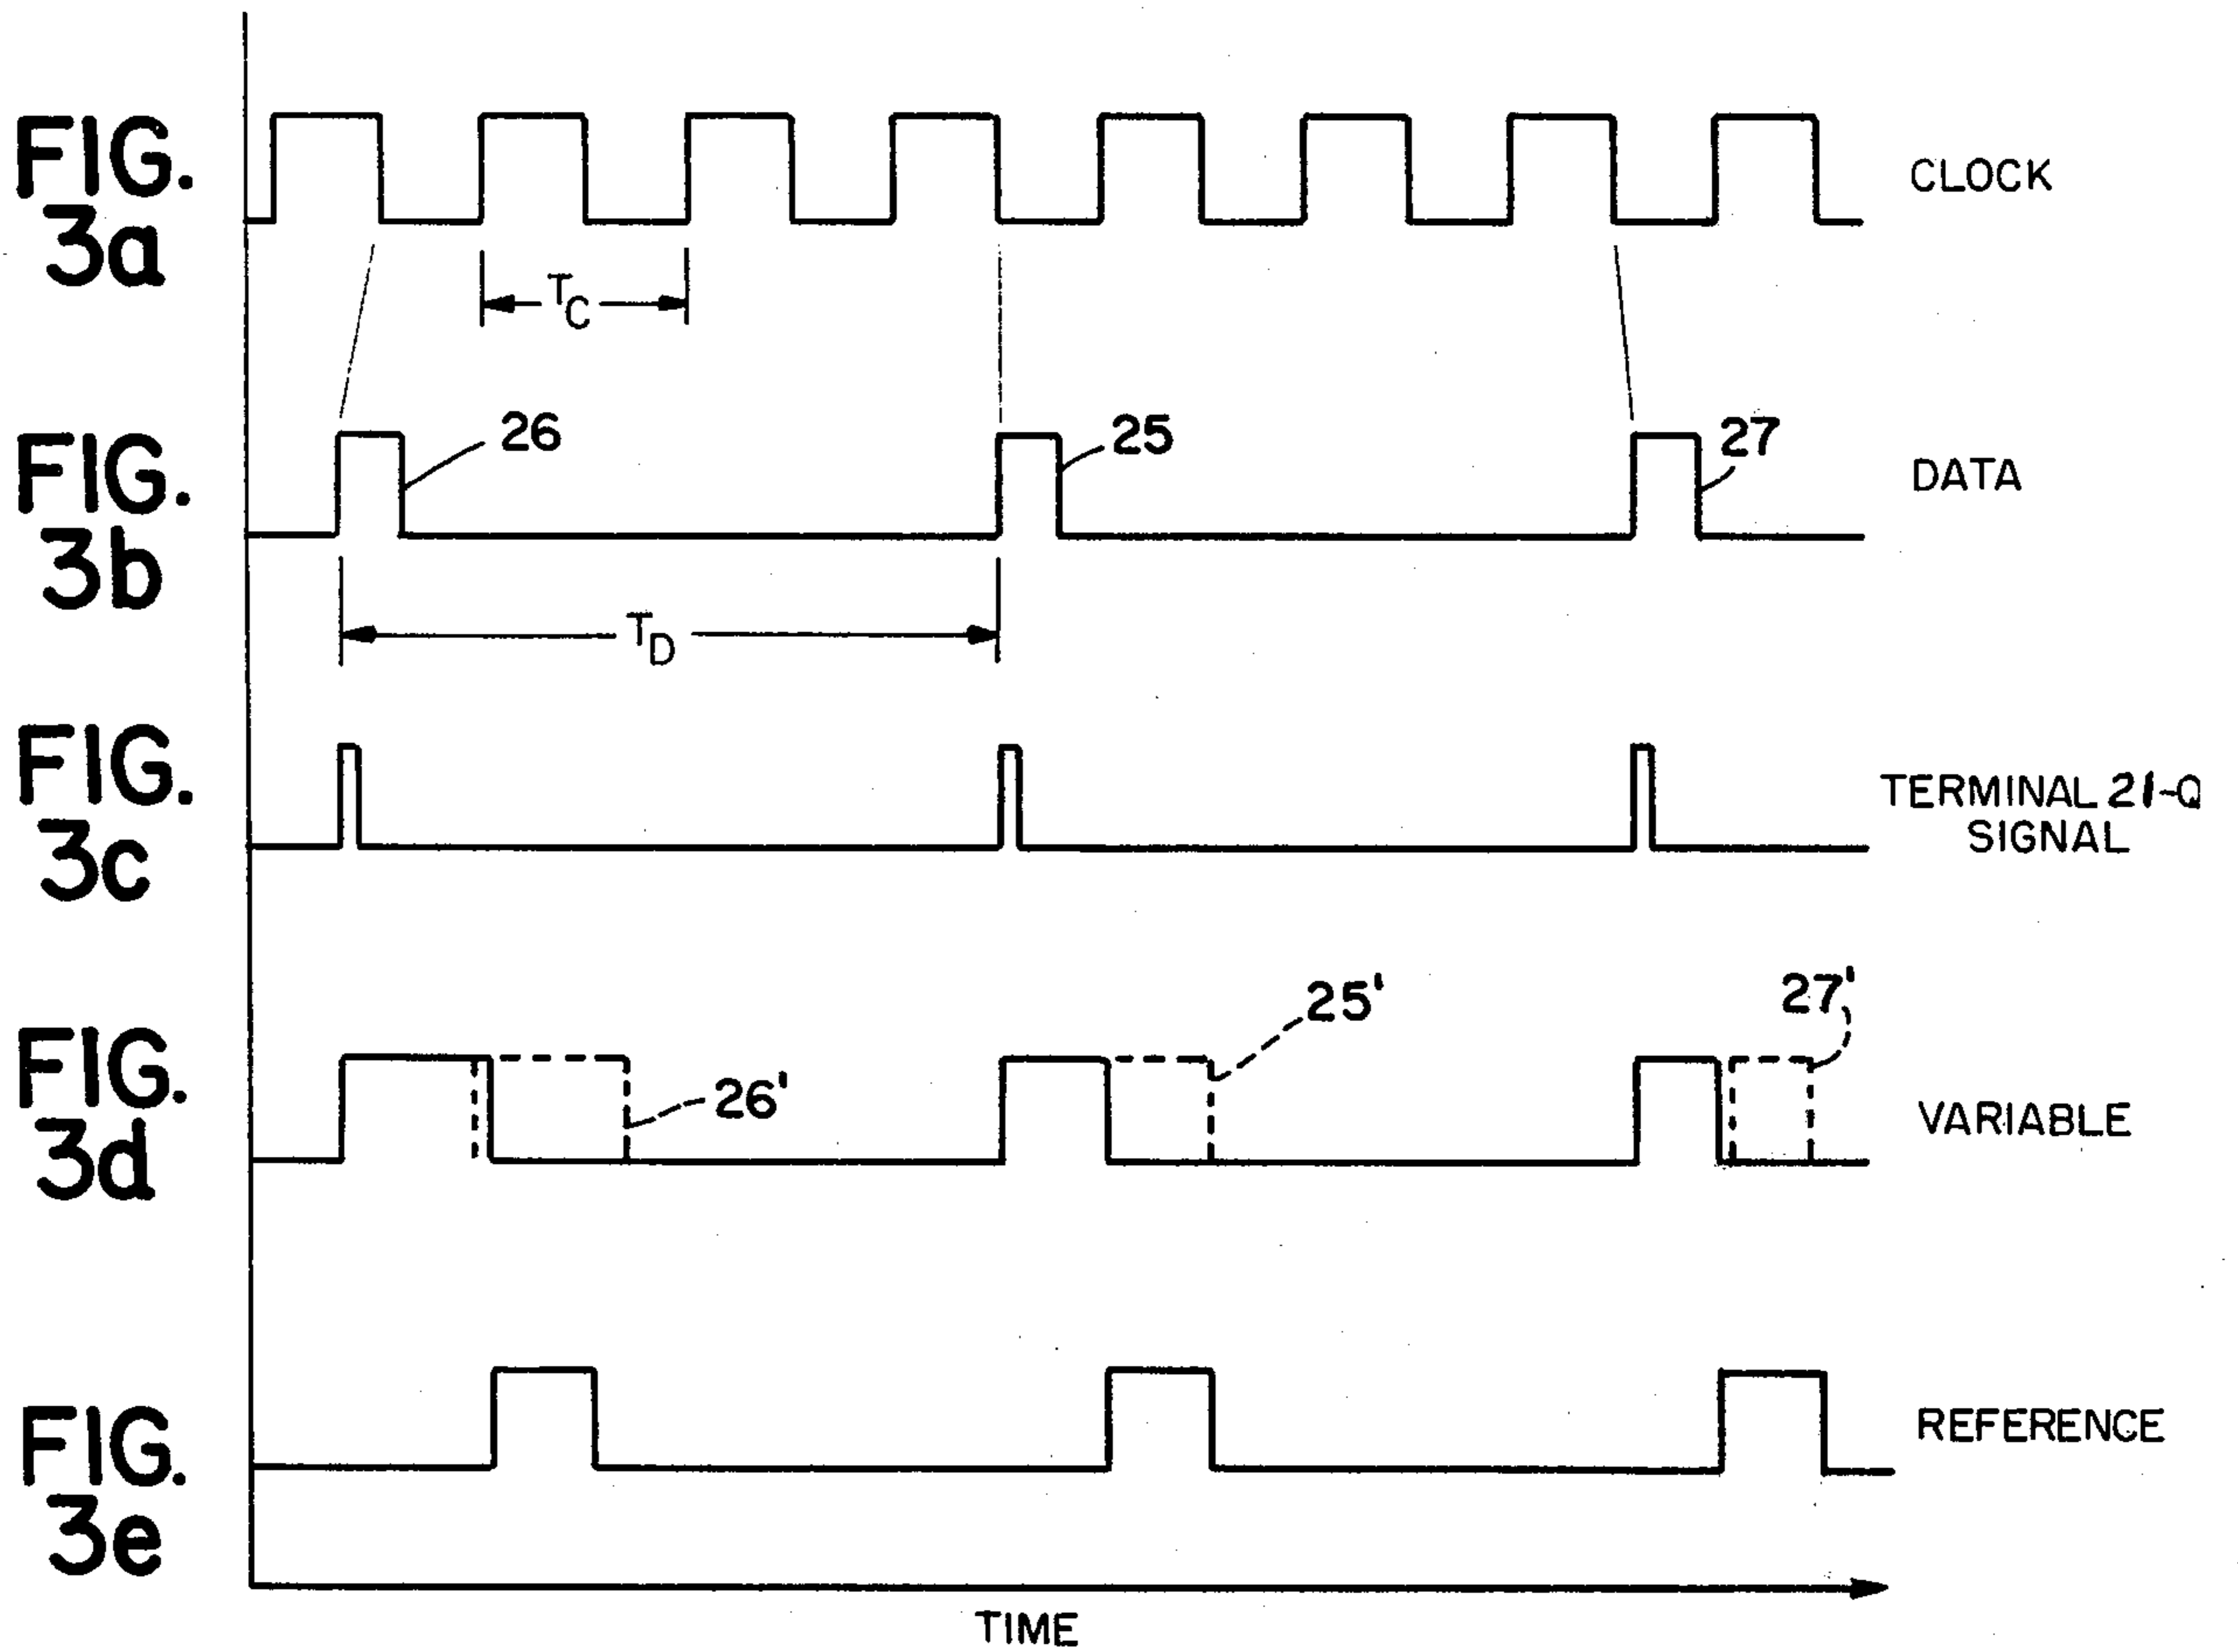 FIG.
3a
CLOCK
TC
FIG.
3b
26
25
27
DATA
TD
FIG.
3c
TERMINAL 21-Q
SIGNAL
FIG.
3d
26'
25'
27'
VARIABLE
FIG.
3e
REFERENCE
TIME